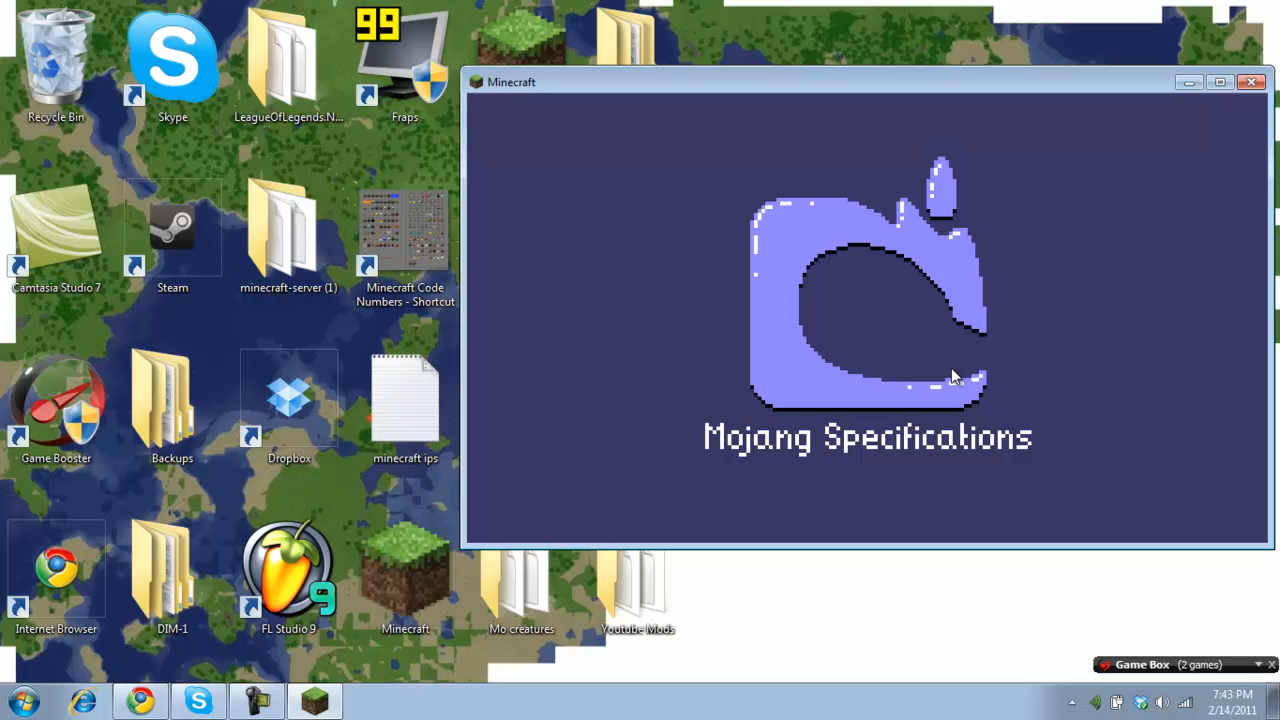 99
Minecraft
Recycle Bin
Skype
LeagueOfLegends.N...
Fraps
Camtasia Studio 7
Steam
minecraft-server (1)
Minecraft Code
Numbers - Shortcut
Mojang Specifications
Game Booster
Backups
Dropbox
minecraft ips
9
Internet Browser
DIM-1
FL Studio 9
Minecraft
Mo creatures
Youtube Mods
Game Box (2 games)
7:43 PM
2/14/2011